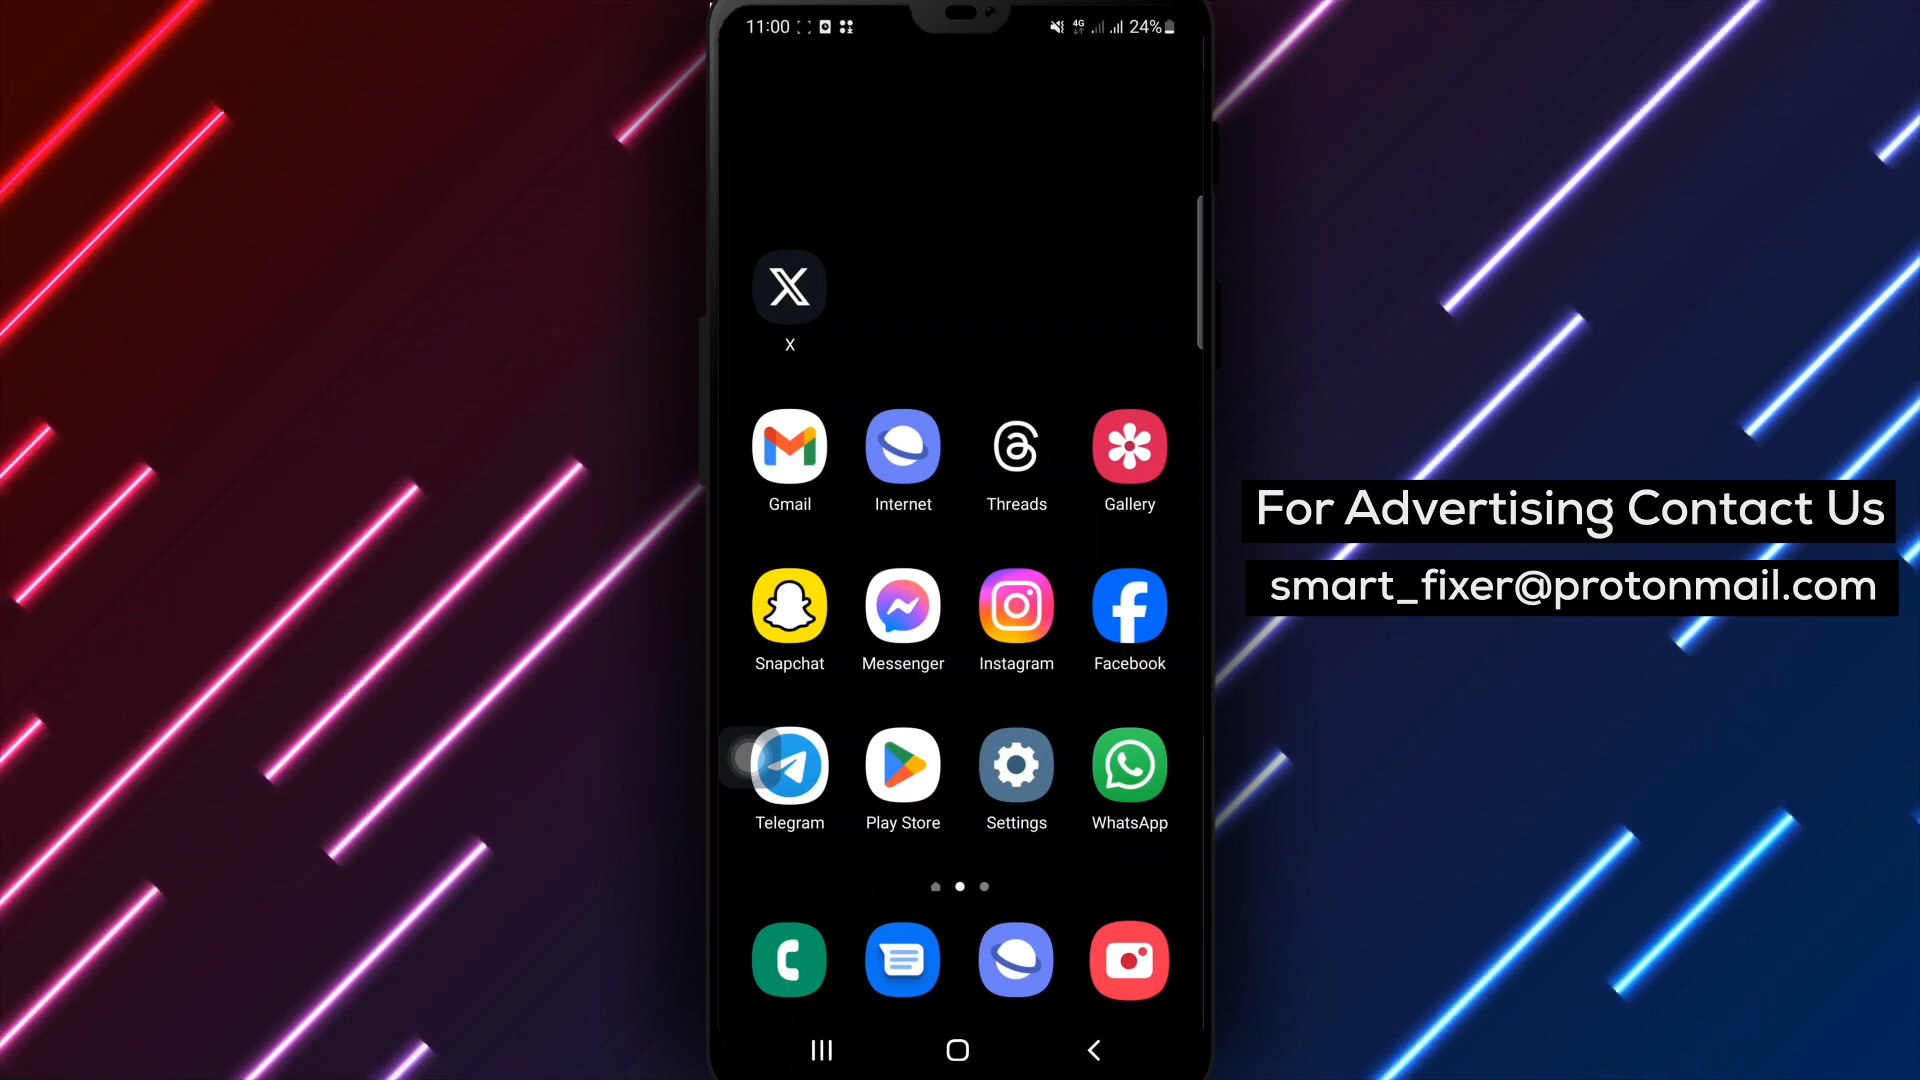 11:00
4G 24%
X
Gmail Internet Threads Gallery
For Advertising Contact Us
smart_fixer@protonmail.com
Snapchat Messenger Instagram Facebook
Telegram Play Store Settings WhatsApp